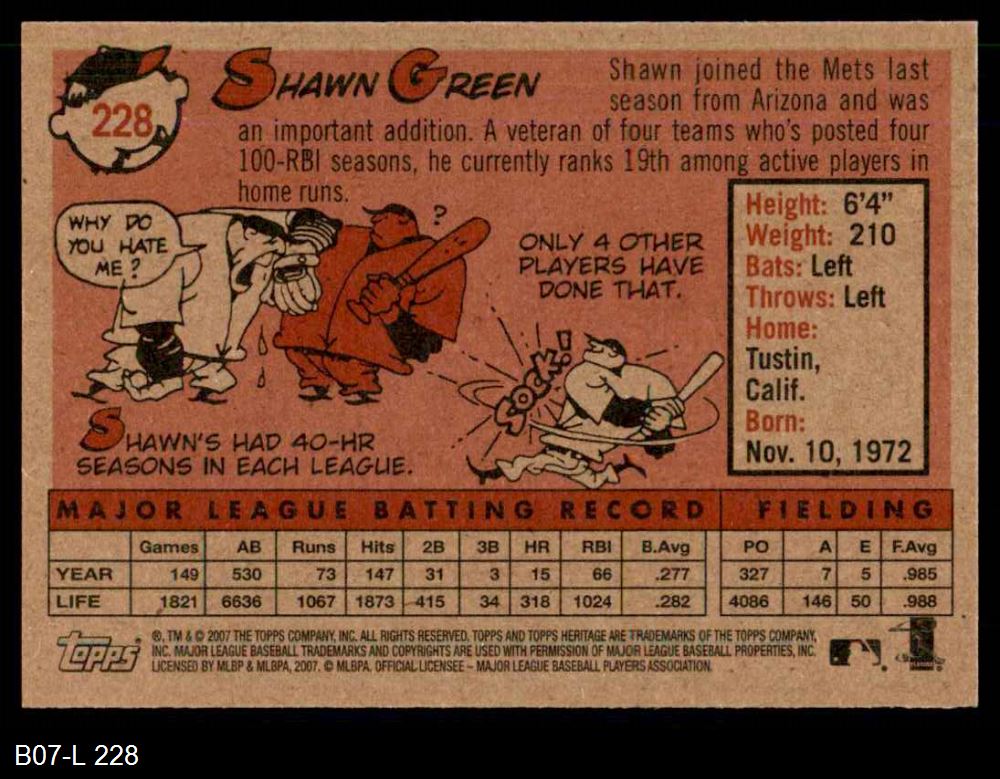 228
SHAWN GREEN
Shawn joined the Mets last
season from Arizona and was
an important addition. A veteran of four teams who's posted four
100-RBI seasons, he currently ranks 19th among active players in
home runs.
WHY DO
YOU HATE
ME?
?
ONLY 4 OTHER
PLAYERS HAVE
DONE THAT.
SOCK!
SHAWN'S HAD 40-HR
SEASONS IN EACH LEAGUE.
Height: 6'4"
Weight: 210
Bats: Left
Throws: Left
Home:
Tustin,
Calif.
Born:
Nov. 10, 1972
MAJOR LEAGUE BATTING RECORD FIELDING
Games AB Runs Hits 2B 3B HR RBI B.Avg PO A E F.Avg
YEAR 149 530 73 147 31 3 15 66 .277 327 7 5 .985
LIFE 1821 6636 1067 1873 415 34 318 1024 .282 4086 146 50 .988
topps
®, TM & © 2007 THE TOPPS COMPANY, INC. ALL RIGHTS RESERVED. TOPPS AND TOPPS HERITAGE ARE TRADEMARKS OF THE TOPPS COMPANY,
INC. MAJOR LEAGUE BASEBALL TRADEMARKS AND COPYRIGHTS ARE USED WITH PERMISSION OF MAJOR LEAGUE BASEBALL PROPERTIES, INC.
LICENSED BY MLBP & MLBPA, 2007. © MLBPA. OFFICIAL LICENSEE – MAJOR LEAGUE BASEBALL PLAYERS ASSOCIATION.
B07-L 228